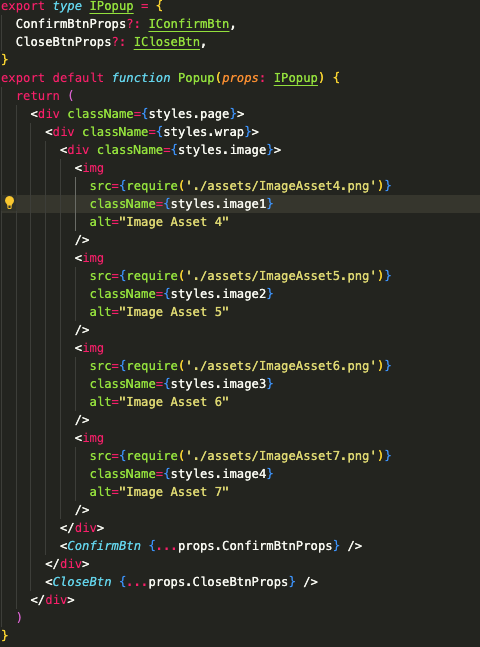 export type IPopup = {
  ConfirmBtnProps?: IConfirmBtn,
  CloseBtnProps?: ICloseBtn,
}
export default function Popup(props: IPopup) {
  return (
    <div className={styles.page}>
      <div className={styles.wrap}>
        <div className={styles.image}>
          <img
            src={require('./assets/ImageAsset4.png')}
            className={styles.image1}
            alt="Image Asset 4"
          />
          <img
            src={require('./assets/ImageAsset5.png')}
            className={styles.image2}
            alt="Image Asset 5"
          />
          <img
            src={require('./assets/ImageAsset6.png')}
            className={styles.image3}
            alt="Image Asset 6"
          />
          <img
            src={require('./assets/ImageAsset7.png')}
            className={styles.image4}
            alt="Image Asset 7"
          />
        </div>
        <ConfirmBtn {...props.ConfirmBtnProps} />
      </div>
      <CloseBtn {...props.CloseBtnProps} />
    </div>
  )
}